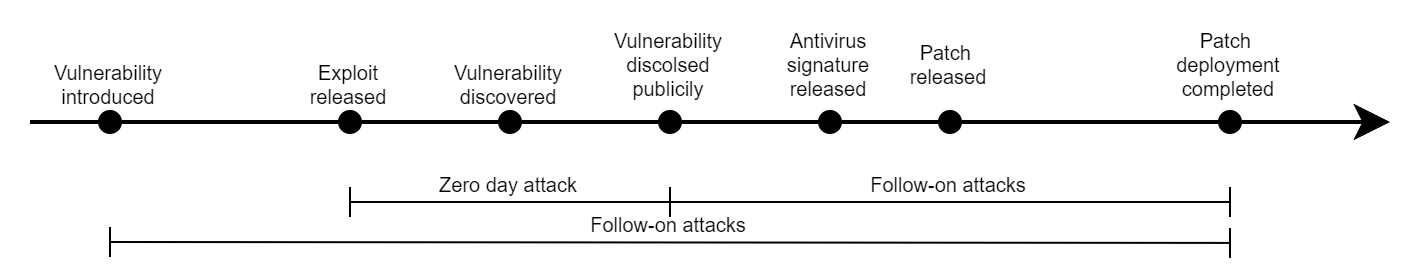 Vulnerability
introduced
Exploit
released
Vulnerability
discovered
Vulnerability
discolsed
publicily
Antivirus
signature
released
Patch
released
Patch
deployment
completed
Zero day attack
Follow-on attacks
Follow-on attacks